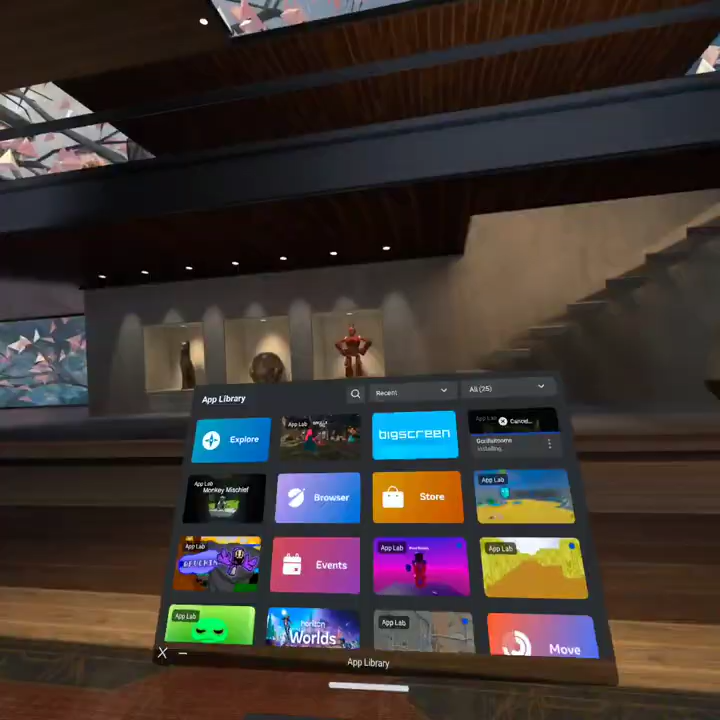 App Library
Recent
All (25)
Explore
App Lab
bigscreen
App Lab
Cancel...
Installing
App Lab
Monkey Mischief
Browser
Store
App Lab
App Lab
Events
App Lab
App Lab
App Lab
horizon
Worlds
App Lab
Move
App Library